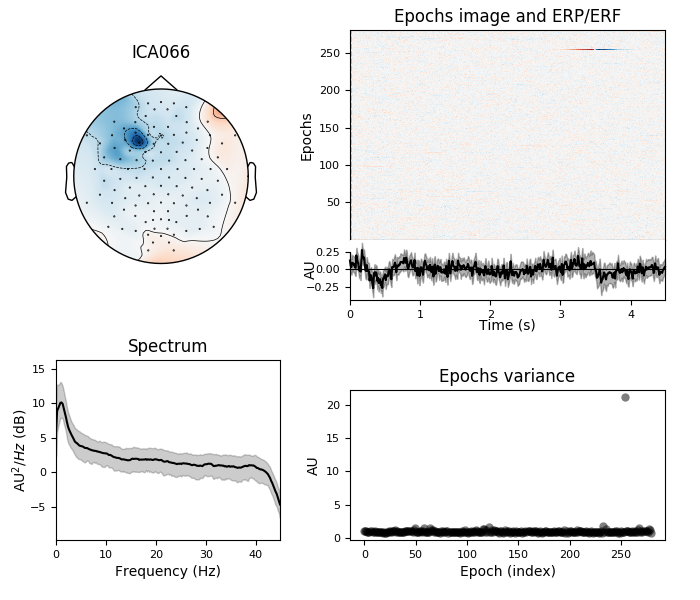 ICA066
Epochs image and ERP/ERF
Epochs
250
200
150
100
50
AU
0.25
0.00
−0.25
0 1 2 3 4
Time (s)
Spectrum
AU²/Hz (dB)
15
10
5
0
−5
0 10 20 30 40
Frequency (Hz)
Epochs variance
AU
20
15
10
5
0
0 50 100 150 200 250
Epoch (index)